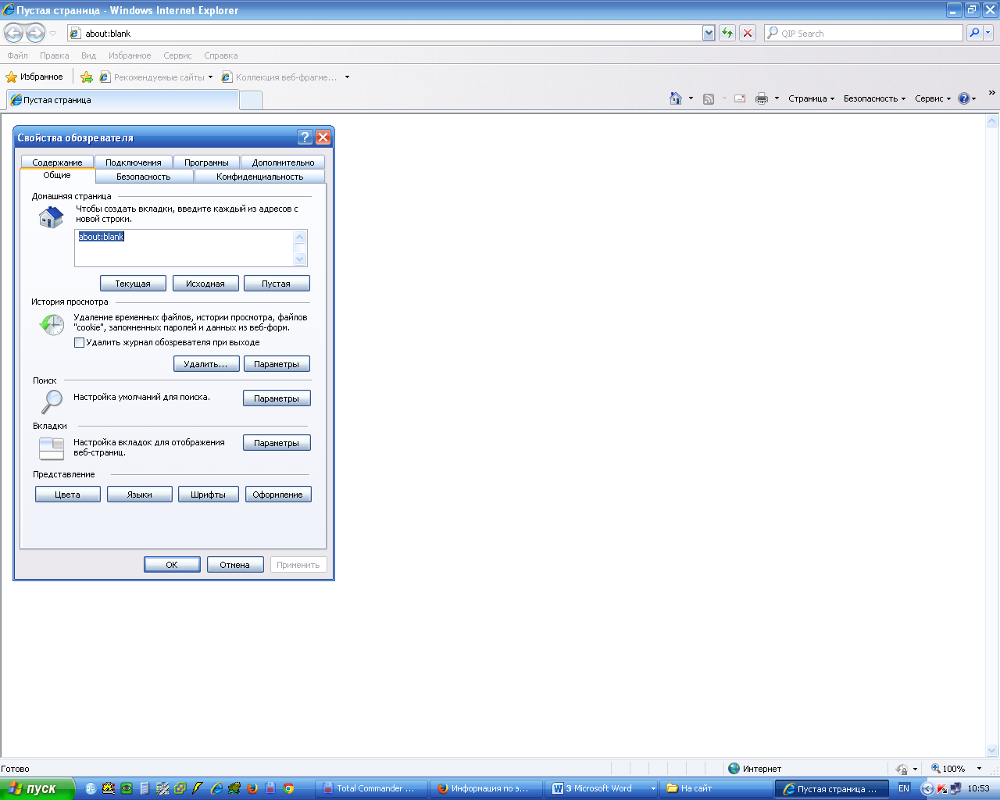 Пустая страница - Windows Internet Explorer
about:blank
QIP Search
Файл Правка Вид Избранное Сервис Справка
Избранное Рекомендуемые сайты Коллекция веб-фрагме...
Пустая страница
Страница Безопасность Сервис
Свойства обозревателя
Содержание Подключения Программы Дополнительно
Общие Безопасность Конфиденциальность
Домашняя страница
Чтобы создать вкладки, введите каждый из адресов с
новой строки.
about:blank
Текущая Исходная Пустая
История просмотра
Удаление временных файлов, истории просмотра, файлов
"cookie", запомненных паролей и данных из веб-форм.
Удалить журнал обозревателя при выходе
Удалить... Параметры
Поиск
Настройка умолчаний для поиска.
Параметры
Вкладки
Настройка вкладок для отображения
веб-страниц.
Параметры
Представление
Цвета Языки Шрифты Оформление
ОК Отмена Применить
Готово Интернет 100%
пуск Total Commander ... Информация по э... 3 Microsoft Word На сайт Пустая страница ... EN 10:53